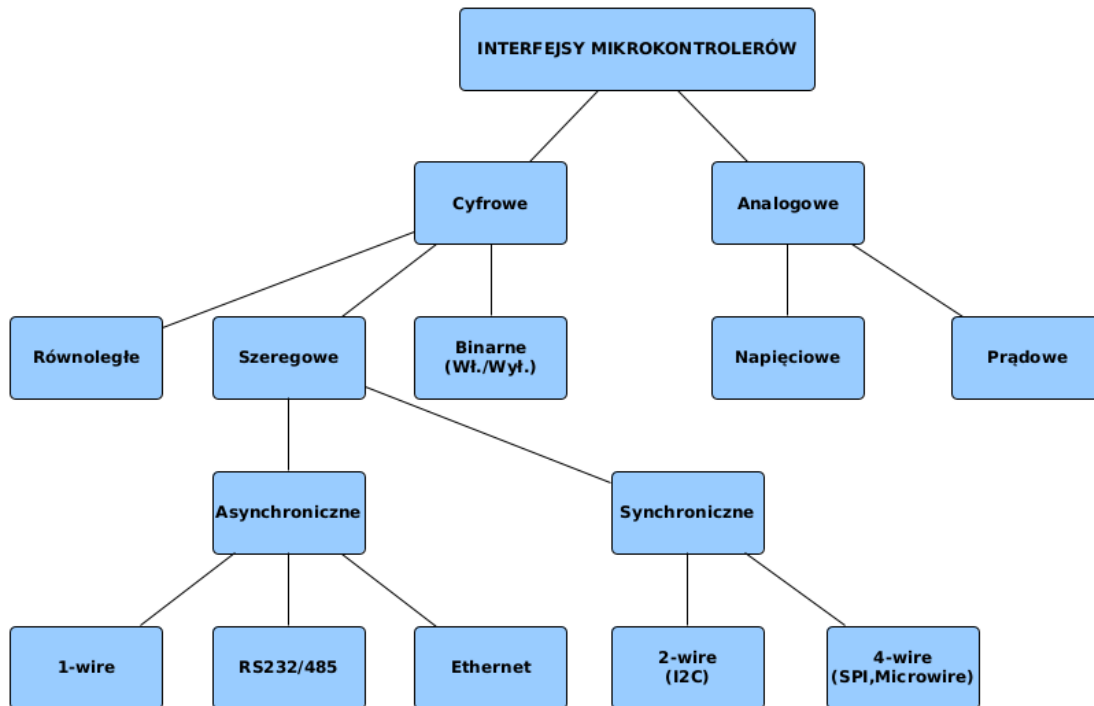 INTERFEJSY MIKROKONTROLERÓW
Cyfrowe
Analogowe
Równoległe
Szeregowe
Binarne
(Wł./Wył.)
Napięciowe
Prądowe
Asynchroniczne
Synchroniczne
1-wire
RS232/485
Ethernet
2-wire
(I2C)
4-wire
(SPI,Microwire)